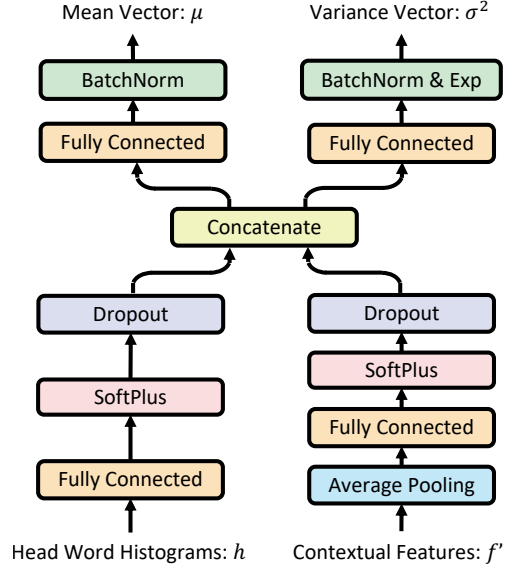 Mean Vector: μ
Variance Vector: σ²
BatchNorm
BatchNorm & Exp
Fully Connected
Fully Connected
Concatenate
Dropout
Dropout
SoftPlus
SoftPlus
Fully Connected
Fully Connected
Average Pooling
Head Word Histograms: h
Contextual Features: f'